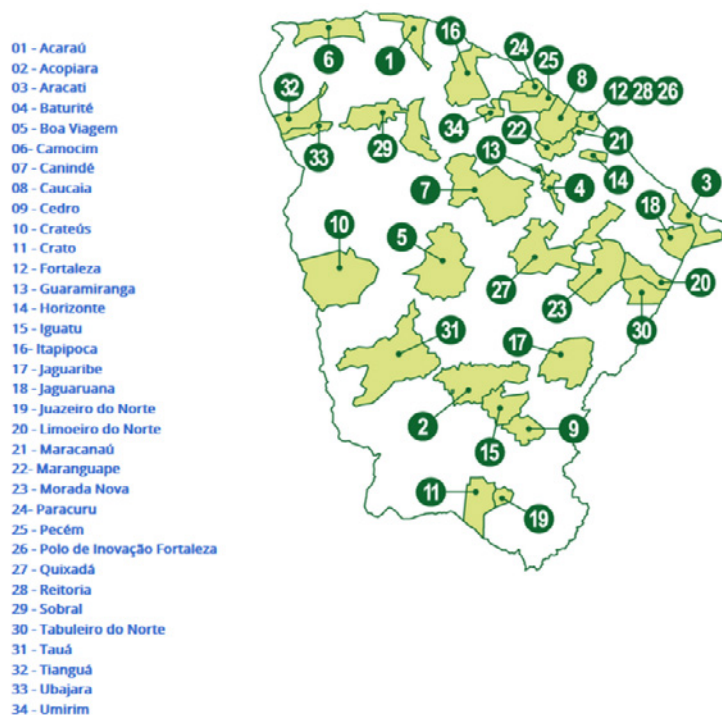 01 - Acaraú
02 - Acopiara
03 - Aracati
04 - Baturité
05 - Boa Viagem
06- Camocim
07 - Canindé
08 - Caucaia
09 - Cedro
10 - Crateús
11 - Crato
12 - Fortaleza
13 - Guaramiranga
14 - Horizonte
15 - Iguatu
16- Itapipoca
17 - Jaguaribe
18 - Jaguaruana
19 - Juazeiro do Norte
20 - Limoeiro do Norte
21 - Maracanaú
22- Maranguape
23 - Morada Nova
24- Paracuru
25 - Pecém
26 - Polo de Inovação Fortaleza
27 - Quixadá
28 - Reitoria
29 - Sobral
30 - Tabuleiro do Norte
31 - Tauá
32 - Tianguá
33 - Ubajara
34 - Umirim
6
1
16
24
25
8
12 28 26
32
33
29
34
22
21
13
4
14
7
3
18
10
5
27
23
20
30
31
17
2
15
9
11
19